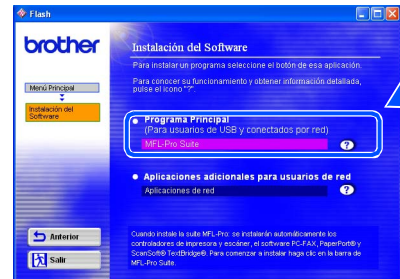 Flash
brother
Instalación del Software
Para instalar un programa seleccione el botón de esa aplicación.
Para conocer su funcionamiento y obtener información detallada,
pulse el icono "?".
Menú Principal
Instalación del
Software
Programa Principal
(Para usuarios de USB y conectados por red)
MFL-Pro Suite
?
Aplicaciones adicionales para usuarios de red
Aplicaciones de red
?
Anterior
Salir
Cuando instale la suite MFL-Pro: se instalarán automáticamente los
controladores de impresora y escáner, el software PC-FAX, PaperPort® y
ScanSoft® TextBridge®. Para comenzar a instalar haga clic en la barra de
MFL-Pro Suite.